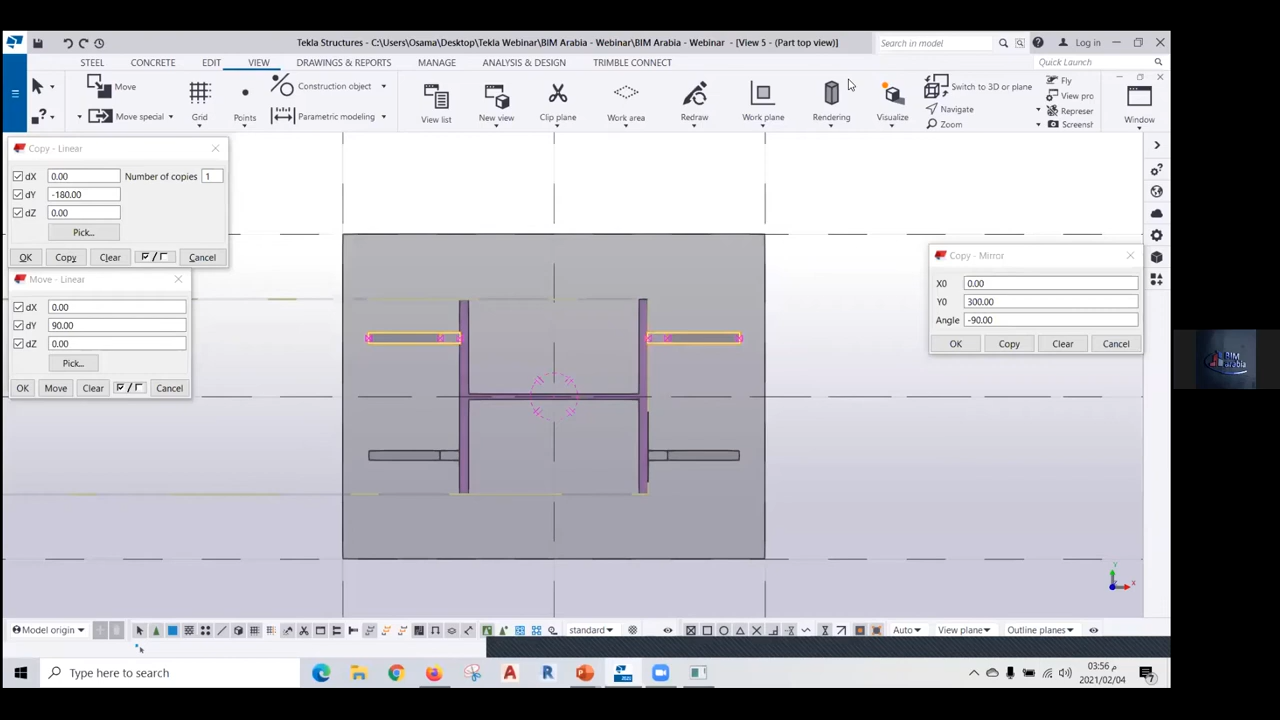 Tekla Structures - C:\Users\Osama\Desktop\Tekla Webinar\BIM Arabia - Webinar\BIM Arabia - Webinar - [View 5 - (Part top view)]
Search in model
Log in
STEEL
CONCRETE
EDIT
VIEW
DRAWINGS & REPORTS
MANAGE
ANALYSIS & DESIGN
TRIMBLE CONNECT
Quick Launch
Move
Move special
Grid
Points
Construction object
Parametric modeling
View list
New view
Clip plane
Work area
Redraw
Work plane
Rendering
Visualize
Switch to 3D or plane
Navigate
Zoom
Fly
View pro
Represer
Screensh
Window
Copy - Linear
dX 0.00 Number of copies 1
dY -180.00
dZ 0.00
Pick...
OK Copy Clear Cancel
Move - Linear
dX 0.00
dY 90.00
dZ 0.00
Pick...
OK Move Clear Cancel
Copy - Mirror
X0 0.00
Y0 300.00
Angle -90.00
OK Copy Clear Cancel
BIM
arabia
Y
X
Model origin
standard
Auto
View plane
Outline planes
Type here to search
03:56 م
2021/02/04
7